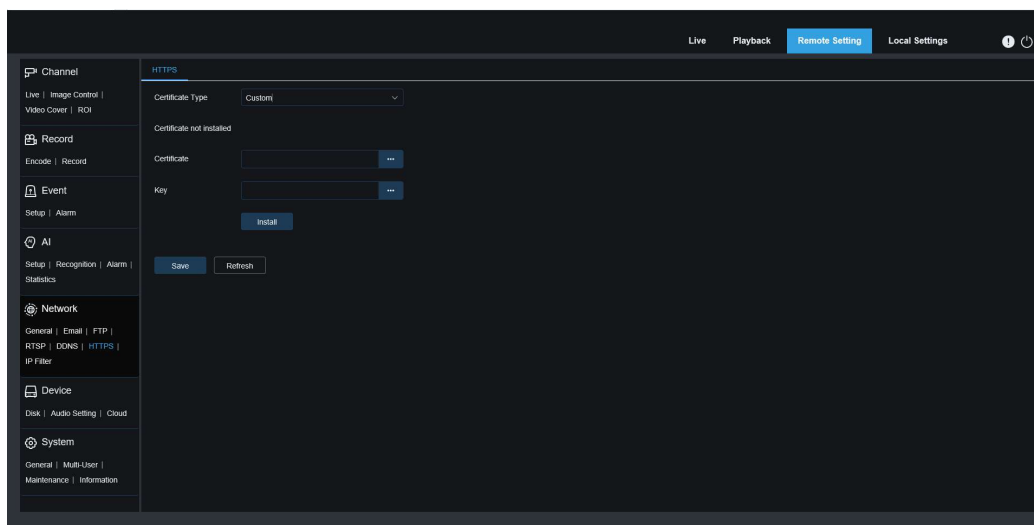 Live Playback Remote Setting Local Settings
Channel
Live | Image Control |
Video Cover | ROI
Record
Encode | Record
Event
Setup | Alarm
AI
Setup | Recognition | Alarm |
Statistics
Network
General | Email | FTP |
RTSP | DDNS | HTTPS |
IP Filter
Device
Disk | Audio Setting | Cloud
System
General | Multi-User |
Maintenance | Information
HTTPS
Certificate Type Custom
Certificate not installed
Certificate ...
Key ...
Install
Save Refresh